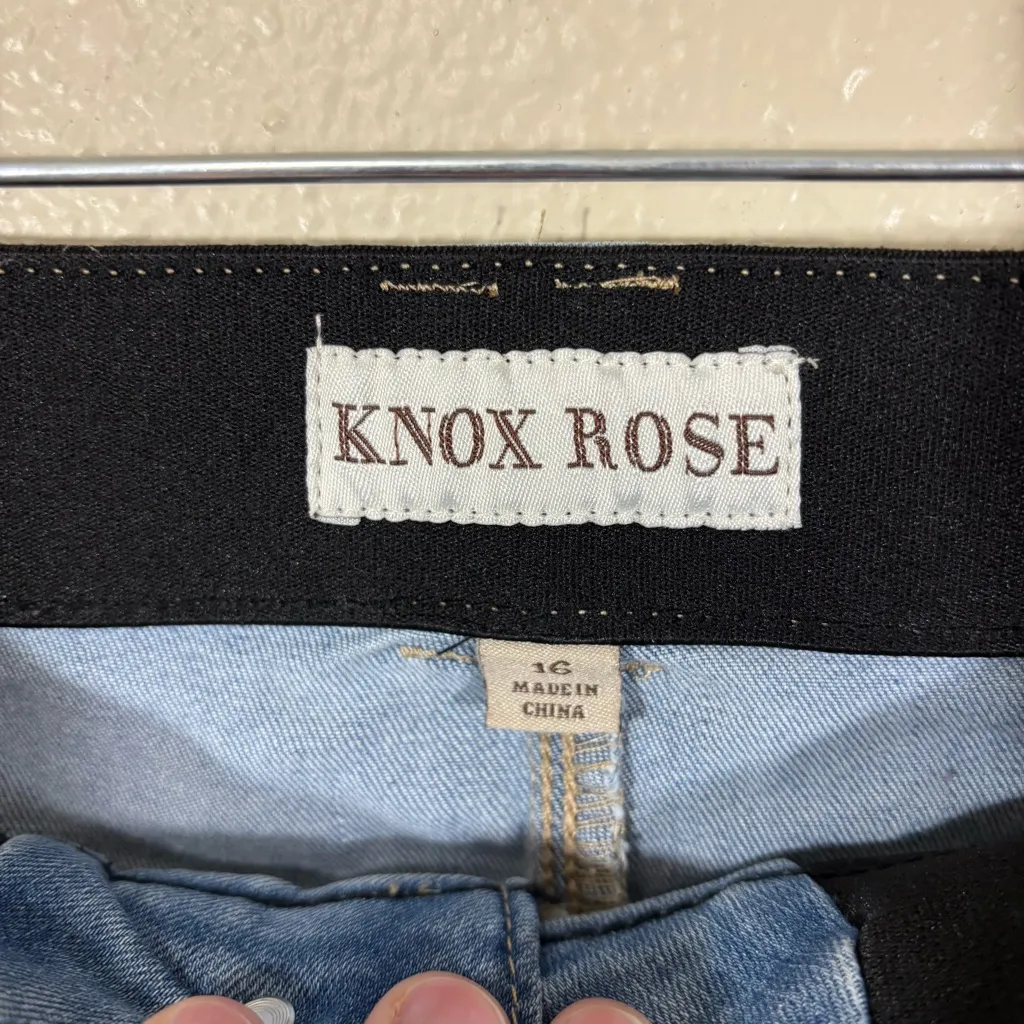 KNOX ROSE
16
MADE IN
CHINA